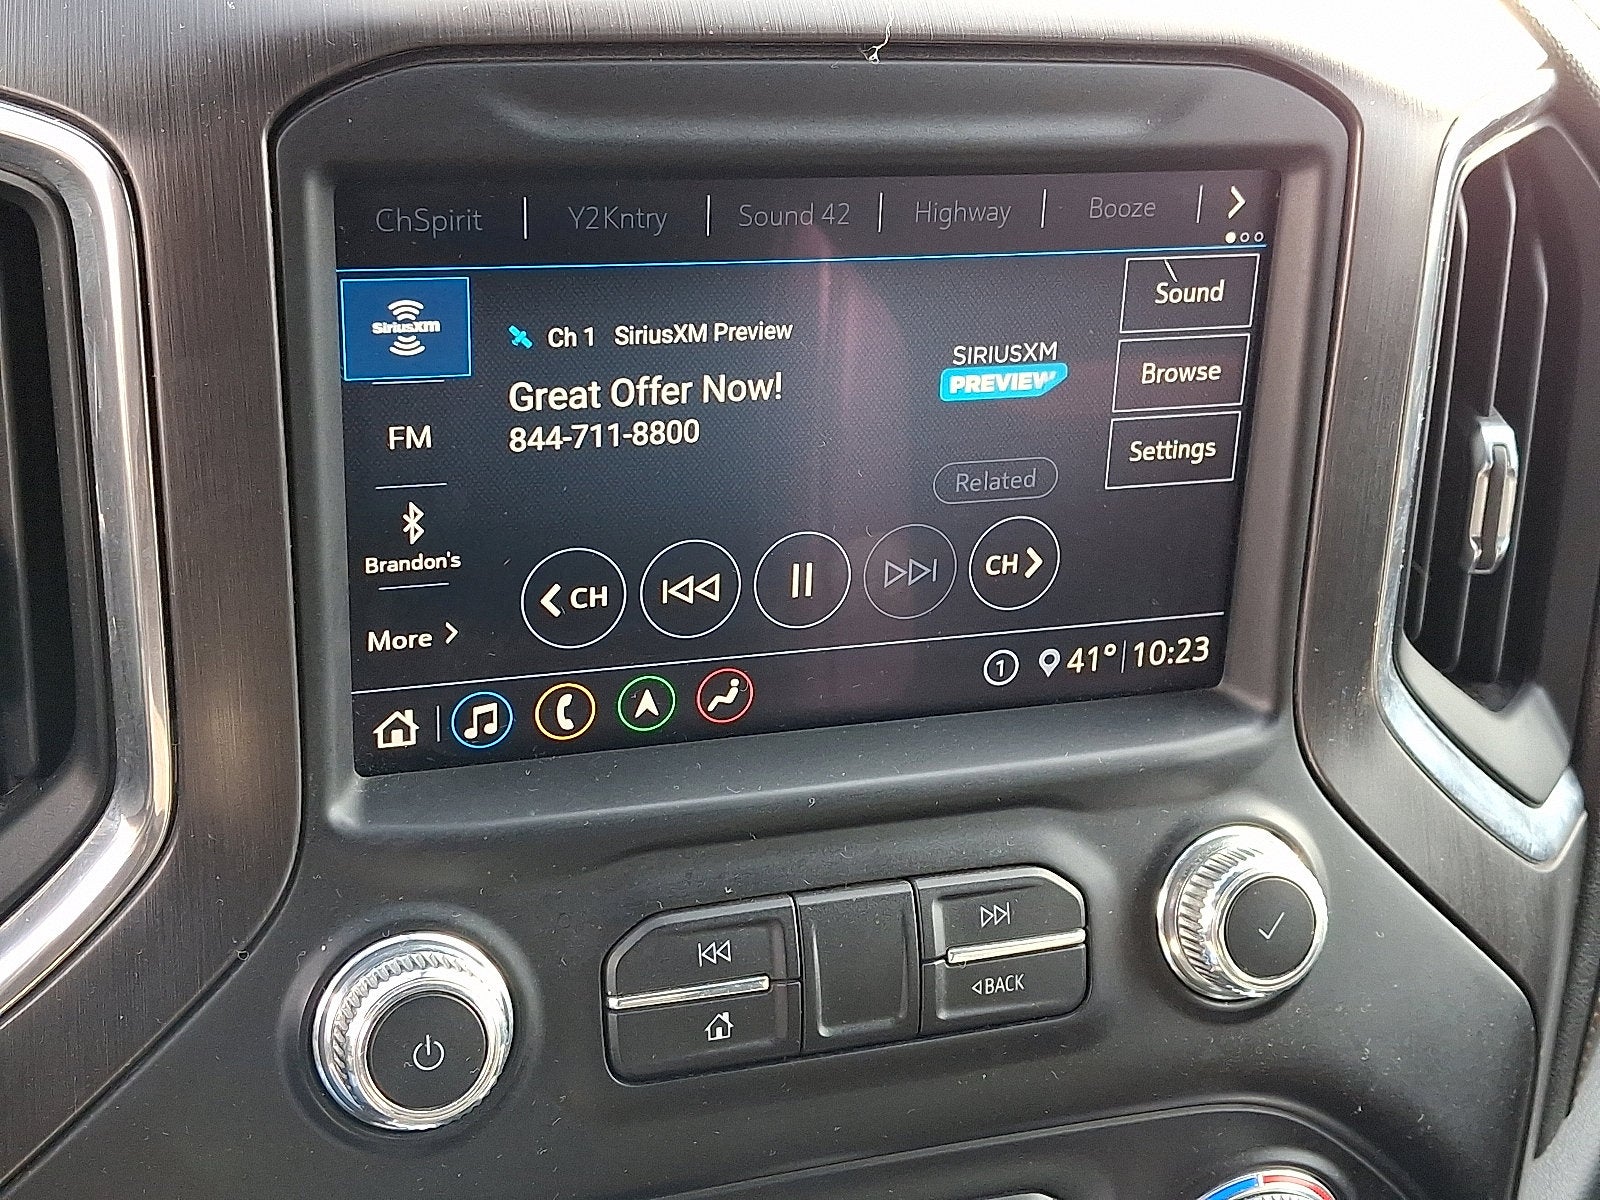 ChSpirit
Y2Kntry
Sound 42
Highway
Booze
SiriusXM
Ch 1 SiriusXM Preview
Great Offer Now!
844-711-8800
SIRIUSXM
PREVIEW
Related
Sound
Browse
Settings
FM
Brandon's
More
CH
CH
1
41° 10:23
BACK